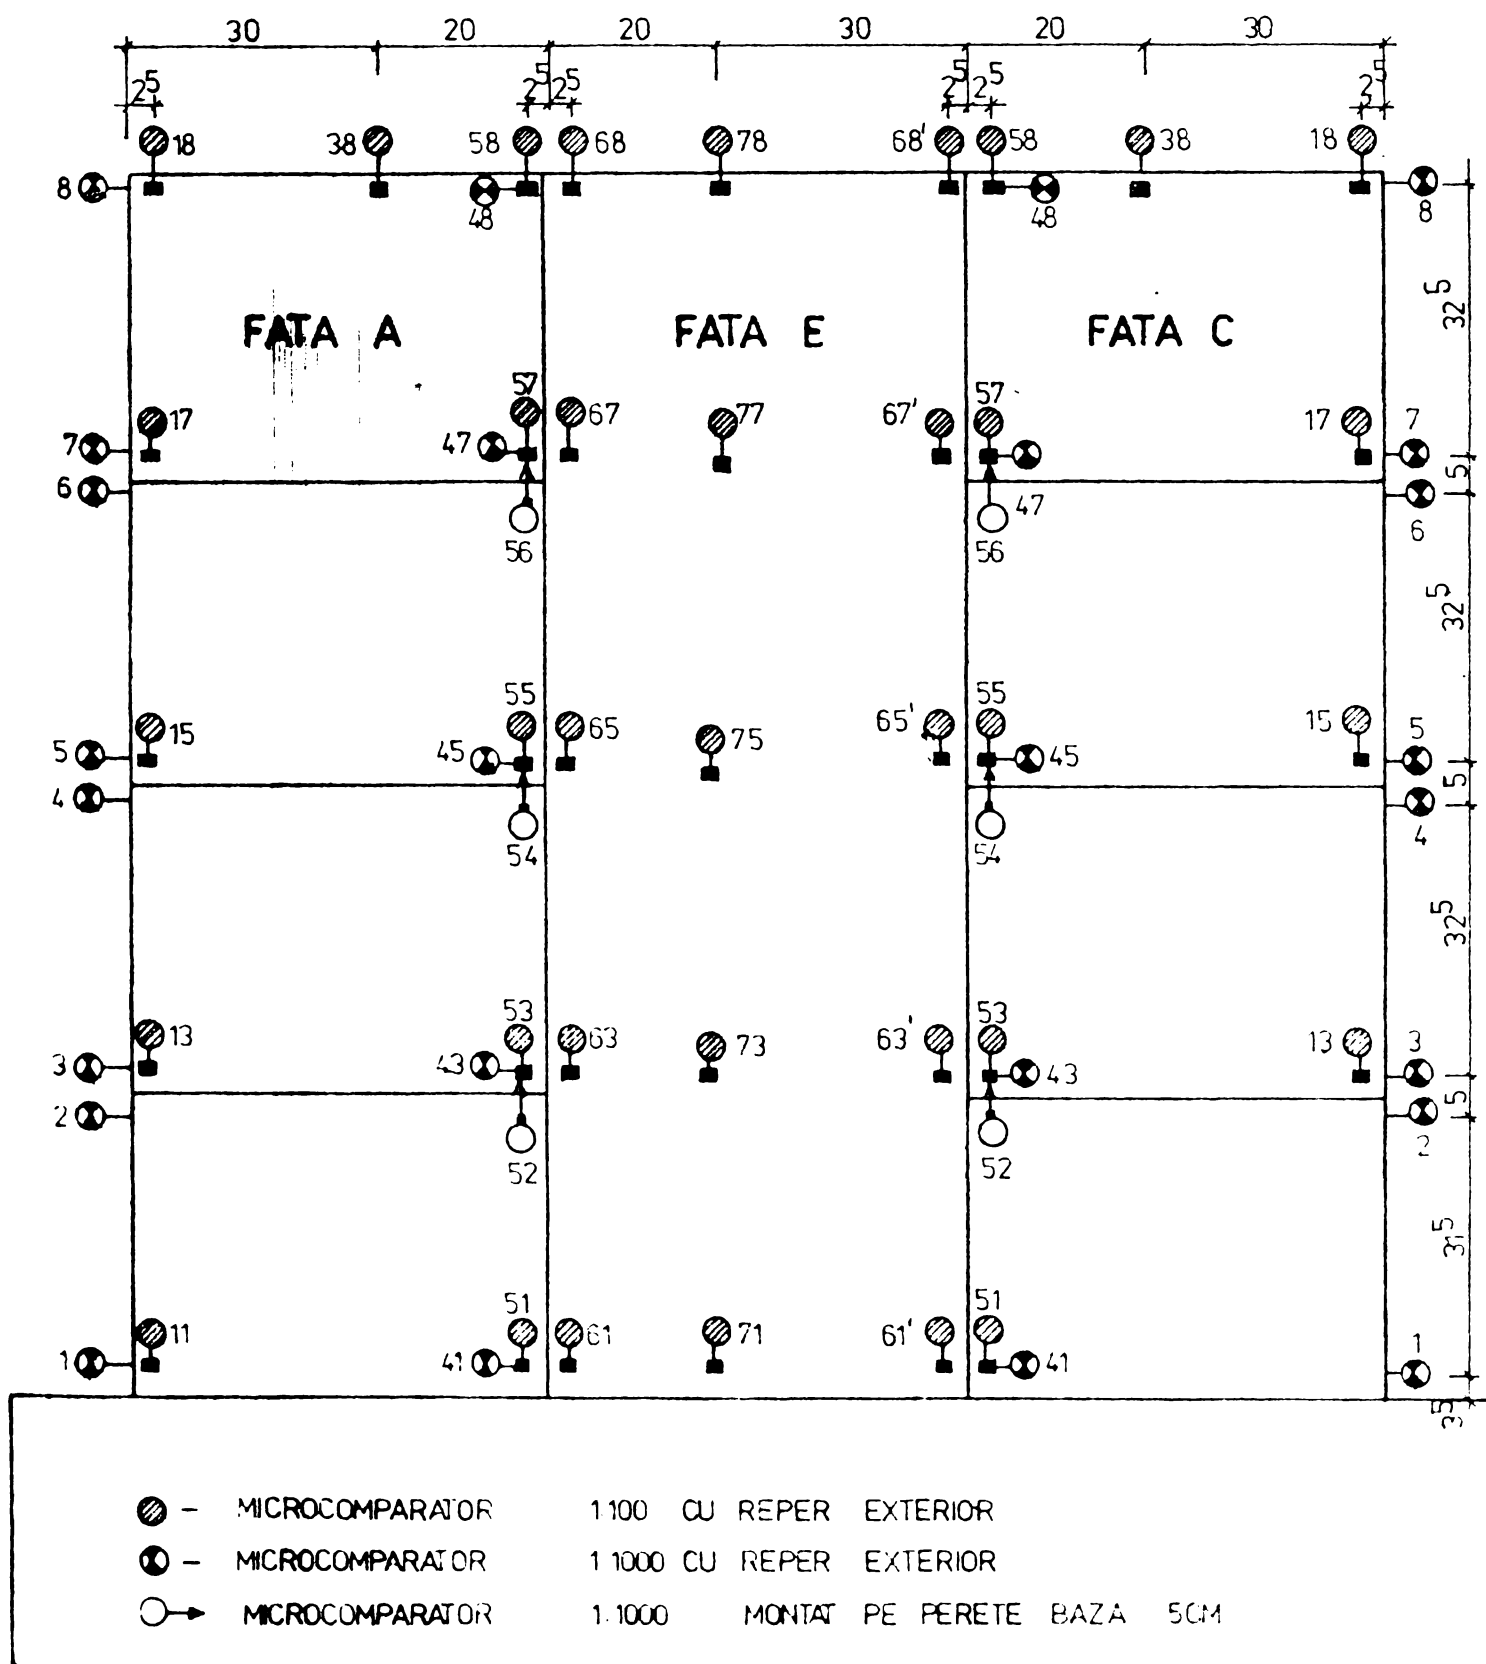 30 20 20 30 20 30
2⁵ 2⁵ 2⁵ 2⁵ 2⁵ 2⁵
18 38 58 68 78 68' 58 38 18
8 48 48 8
32⁵
FATA A FATA E FATA C
57 57
17 67 77 67' 17 7
7 47
6 47 5
56 56 6
32⁵
55 55
15 65 75 65' 15 5
5 45 45
4 5
54 54 4
32⁵
53 53
13 63 73 63' 13 3
3 43 43
2 5
52 52 2
31⁵
51 51
11 61 71 61' 1
1 41 41
3⁵
- MICROCOMPARATOR 1:100 CU REPER EXTERIOR
- MICROCOMPARATOR 1:1000 CU REPER EXTERIOR
MICROCOMPARATOR 1:1000 MONTAT PE PERETE BAZA 5CM